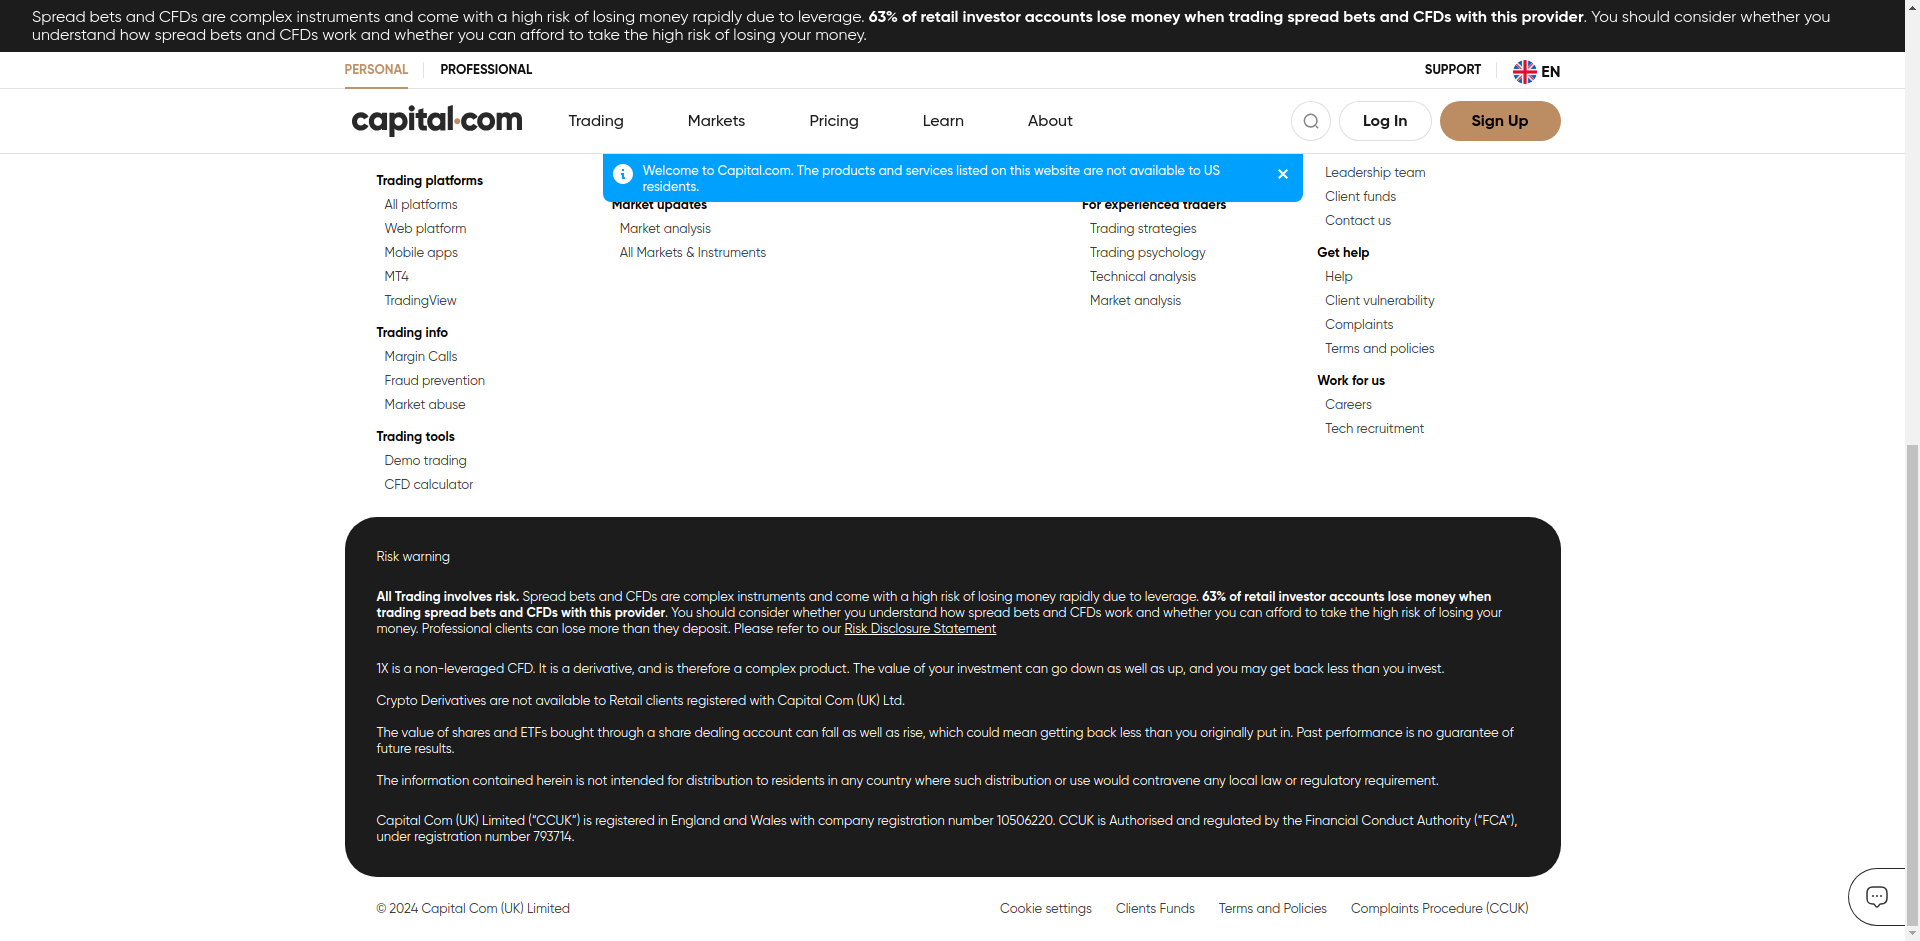 Spread bets and CFDs are complex instruments and come with a high risk of losing money rapidly due to leverage. 63% of retail investor accounts lose money when trading spread bets and CFDs with this provider. You should consider whether you
understand how spread bets and CFDs work and whether you can afford to take the high risk of losing your money.
PERSONAL
PROFESSIONAL
SUPPORT
EN
capital.com
Trading
Markets
Pricing
Learn
About
Log In
Sign Up
Welcome to Capital.com. The products and services listed on this website are not available to US
residents.
Trading platforms
All platforms
Web platform
Mobile apps
MT4
TradingView
Trading info
Margin Calls
Fraud prevention
Market abuse
Trading tools
Demo trading
CFD calculator
Market updates
Market analysis
All Markets & Instruments
For experienced traders
Trading strategies
Trading psychology
Technical analysis
Market analysis
Leadership team
Client funds
Contact us
Get help
Help
Client vulnerability
Complaints
Terms and policies
Work for us
Careers
Tech recruitment
Risk warning
All Trading involves risk. Spread bets and CFDs are complex instruments and come with a high risk of losing money rapidly due to leverage. 63% of retail investor accounts lose money when
trading spread bets and CFDs with this provider. You should consider whether you understand how spread bets and CFDs work and whether you can afford to take the high risk of losing your
money. Professional clients can lose more than they deposit. Please refer to our Risk Disclosure Statement
1X is a non-leveraged CFD. It is a derivative, and is therefore a complex product. The value of your investment can go down as well as up, and you may get back less than you invest.
Crypto Derivatives are not available to Retail clients registered with Capital Com (UK) Ltd.
The value of shares and ETFs bought through a share dealing account can fall as well as rise, which could mean getting back less than you originally put in. Past performance is no guarantee of
future results.
The information contained herein is not intended for distribution to residents in any country where such distribution or use would contravene any local law or regulatory requirement.
Capital Com (UK) Limited (“CCUK”) is registered in England and Wales with company registration number 10506220. CCUK is Authorised and regulated by the Financial Conduct Authority (“FCA”),
under registration number 793714.
© 2024 Capital Com (UK) Limited
Cookie settings
Clients Funds
Terms and Policies
Complaints Procedure (CCUK)